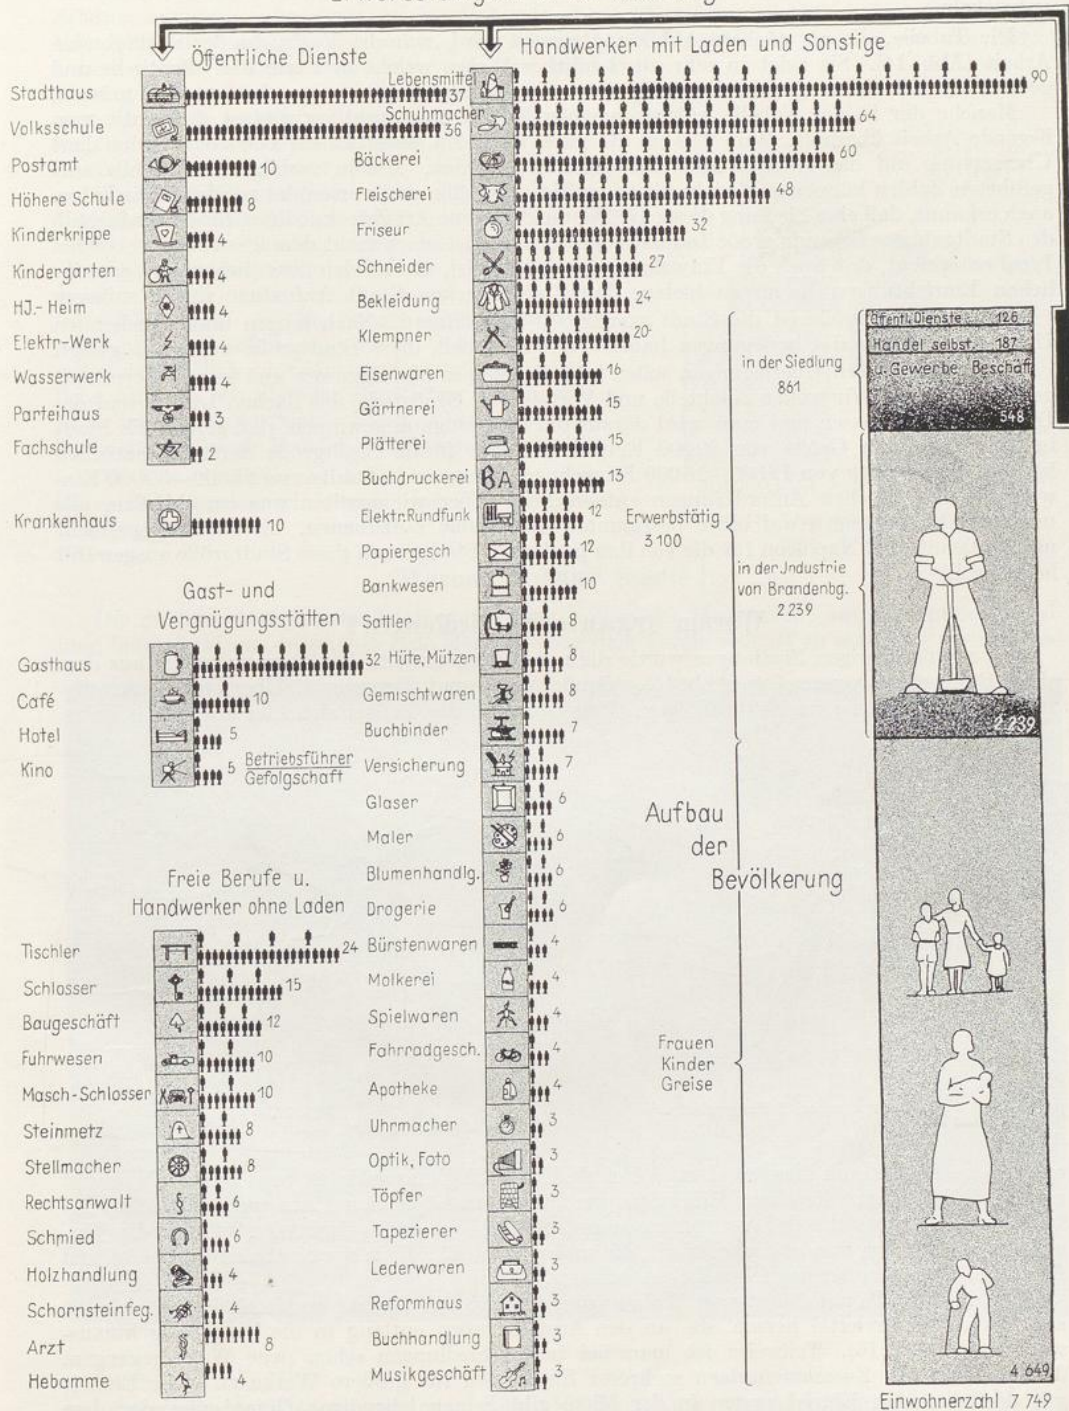 Öffentliche Dienste
Stadthaus 37
Volksschule 36
Postamt 10
Höhere Schule 8
Kinderkrippe 4
Kindergarten 4
HJ.-Heim 4
Elektr-Werk 4
Wasserwerk 4
Parteihaus 3
Fachschule 2
Krankenhaus 10
Gast- und
Vergnügungsstätten
Gasthaus 32
Café 10
Hotel 5
Kino 5
Betriebsführer
Gefolgschaft
Freie Berufe u.
Handwerker ohne Laden
Tischler 24
Schlosser 15
Baugeschäft 12
Fuhrwesen 10
Masch-Schlosser 10
Steinmetz 8
Stellmacher 8
Rechtsanwalt § 6
Schmied 6
Holzhandlung 4
Schornsteinfeg. 4
Arzt 8
Hebamme 4
Handwerker mit Laden und Sonstige
Lebensmittel 90
Schuhmacher 64
Bäckerei 60
Fleischerei 48
Friseur 32
Schneider 27
Bekleidung 24
Klempner 20
Eisenwaren 16
Gärtnerei 15
Plätterei 15
Buchdruckerei BA 13
Elektr.Rundfunk 12
Papiergesch 12
Bankwesen 10
Sattler 8
Hüte, Mützen 8
Gemischtwaren 8
Buchbinder 7
Versicherung 7
Glaser 6
Maler 6
Blumenhandlg. 6
Drogerie 6
Bürstenwaren 4
Molkerei 4
Spielwaren 4
Fahrradgesch. 4
Apotheke 4
Uhrmacher 3
Optik, Foto 3
Töpfer 3
Tapezierer 3
Lederwaren 3
Reformhaus 3
Buchhandlung 3
Musikgeschäft 3
Aufbau
der
Bevölkerung
Erwerbstätig
3 100
in der Siedlung
861
in der Industrie
von Brandenbg.
2 239
Frauen
Kinder
Greise
Öffentl. Dienste 126
Handel selbst. 187
u. Gewerbe Beschäft
548
2 239
4 649
Einwohnerzahl 7 749